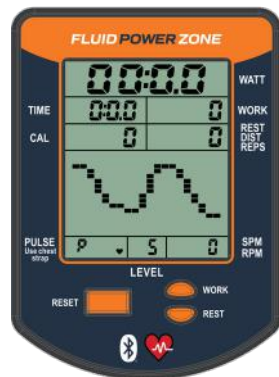 FLUID POWER ZONE
00:0.0 WATT
TIME 0:0.0 0 WORK
CAL 0 0 REST
DIST
REPS
PULSE P 5 0 SPM
Use chest strap RPM
LEVEL
RESET WORK
REST